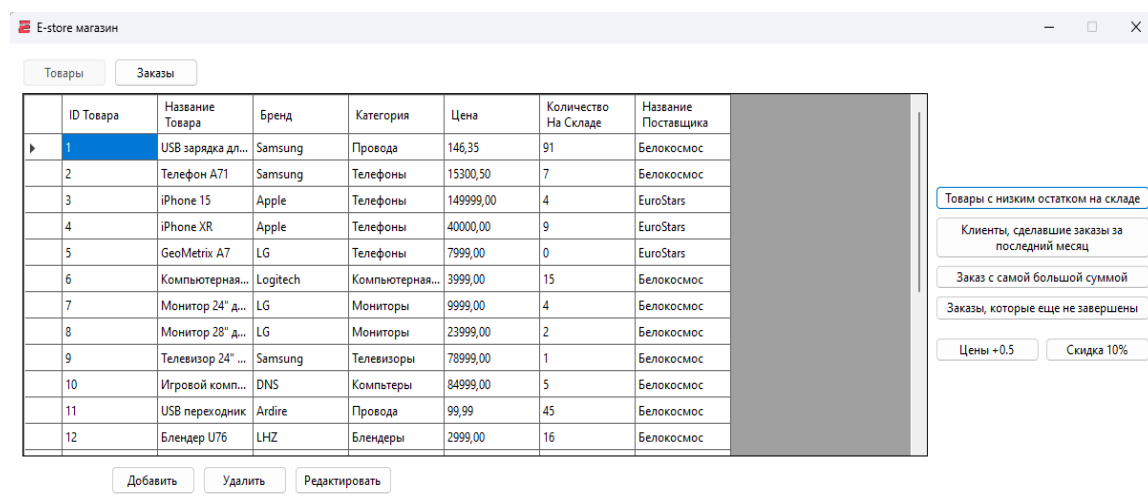 E-store магазин
Товары Заказы
ID Товара Название Товара Бренд Категория Цена Количество На Складе Название Поставщика
1 USB зарядка дл... Samsung Провода 146,35 91 Белокосмос
2 Телефон A71 Samsung Телефоны 15300,50 7 Белокосмос
3 iPhone 15 Apple Телефоны 149999,00 4 EuroStars
4 iPhone XR Apple Телефоны 40000,00 9 EuroStars
5 GeoMetrix A7 LG Телефоны 7999,00 0 EuroStars
6 Компьютерная... Logitech Компьютерная... 3999,00 15 Белокосмос
7 Монитор 24" д... LG Мониторы 9999,00 4 Белокосмос
8 Монитор 28" д... LG Мониторы 23999,00 2 Белокосмос
9 Телевизор 24" ... Samsung Телевизоры 78999,00 1 Белокосмос
10 Игровой комп... DNS Компьтеры 84999,00 5 Белокосмос
11 USB переходник Ardire Провода 99,99 45 Белокосмос
12 Блендер U76 LHZ Блендеры 2999,00 16 Белокосмос
Товары с низким остатком на складе
Клиенты, сделавшие заказы за
последний месяц
Заказ с самой большой суммой
Заказы, которые еще не завершены
Цены +0.5 Скидка 10%
Добавить Удалить Редактировать